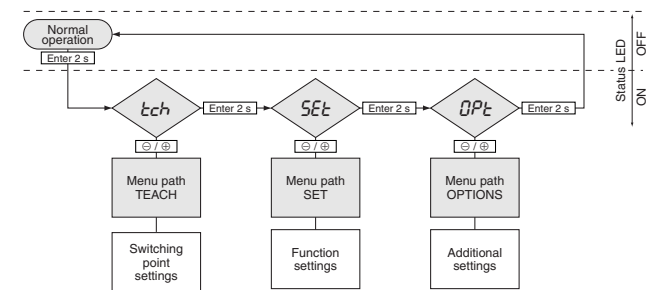 Normal
operation
Enter 2 s
Status LED
OFF
ON
tch
Enter 2 s
SEt
Enter 2 s
OPt
Enter 2 s
⊖ / ⊕
⊖ / ⊕
⊖ / ⊕
Menu path
TEACH
Menu path
SET
Menu path
OPTIONS
Switching
point
settings
Function
settings
Additional
settings